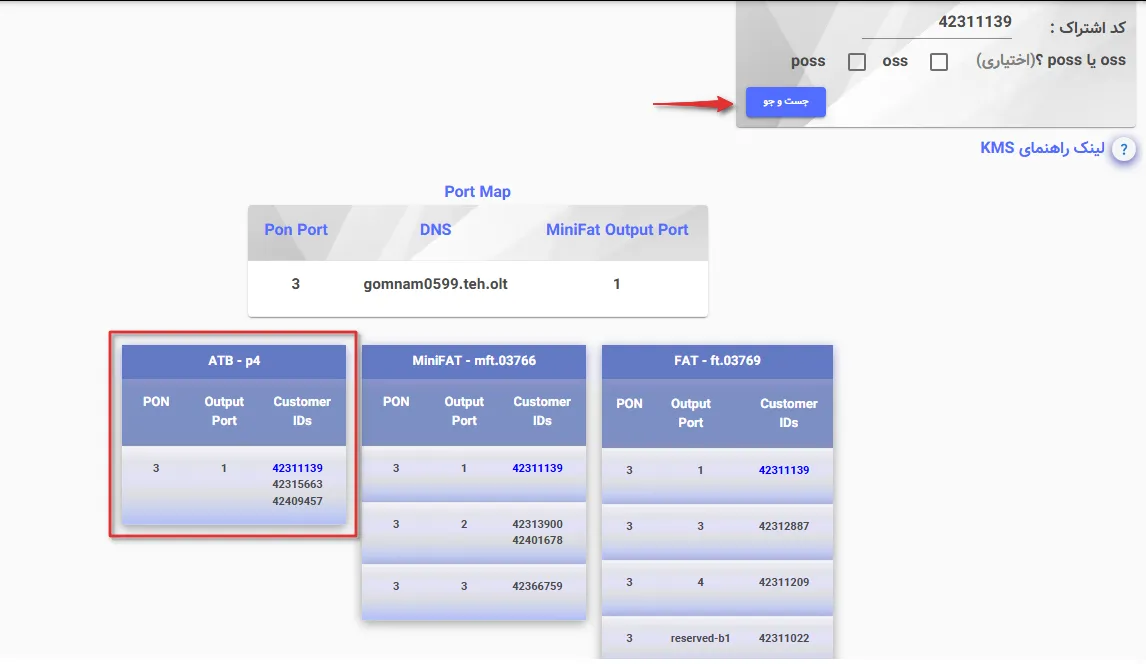 کد اشتراک : 42311139
oss یا poss ؟(اختیاری) oss poss
جست و جو
لینک راهنمای KMS ?
Port Map
Pon Port DNS MiniFat Output Port
3 gomnam0599.teh.olt 1
ATB - p4
PON Output Port Customer IDs
3 1 42311139
42315663
42409457
MiniFAT - mft.03766
PON Output Port Customer IDs
3 1 42311139
3 2 42313900
42401678
3 3 42366759
FAT - ft.03769
PON Output Port Customer IDs
3 1 42311139
3 3 42312887
3 4 42311209
3 reserved-b1 42311022